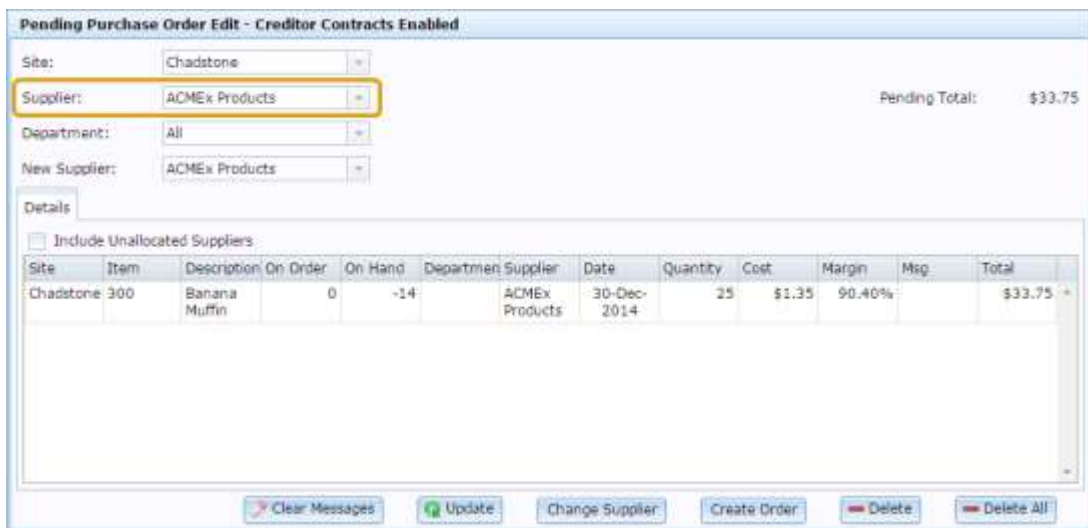 Pending Purchase Order Edit - Creditor Contracts Enabled
Site: Chadstone
Supplier: ACMEx Products Pending Total: $33.75
Department: All
New Supplier: ACMEx Products
Details
Include Unallocated Suppliers
Site Item Description On Order On Hand Departmen Supplier Date Quantity Cost Margin Msg Total
Chadstone 300 Banana 0 -14 ACMEx 30-Dec- 25 $1.35 90.40% $33.75
Muffin Products 2014
Clear Messages Update Change Supplier Create Order Delete Delete All